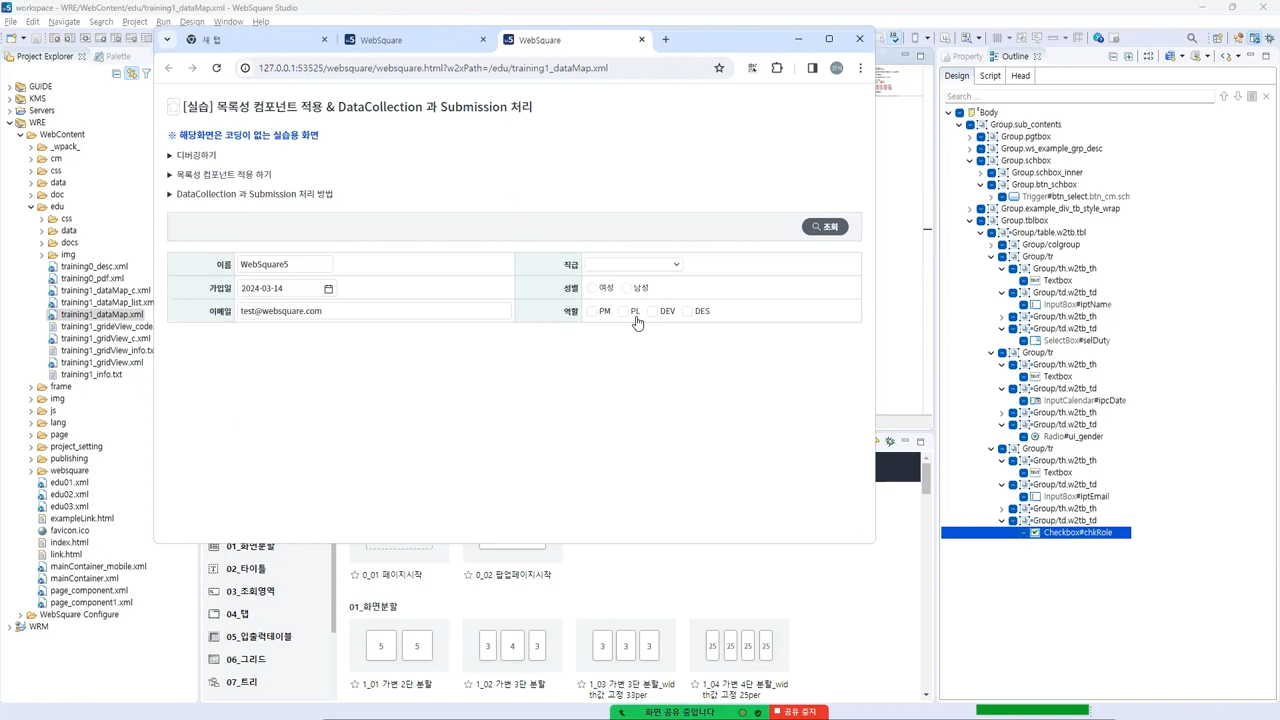 workspace - WRE/WebContent/edu/training1_dataMap.xml - WebSquare Studio
File Edit Navigate Search Project Run Design Window Help
새 탭
WebSquare
WebSquare
Project Explorer
Palette
Property
Outline
Design
Script
Head
Search ...
GUIDE
KMS
Servers
WRE
WebContent
_wpack_
cm
css
data
doc
edu
css
data
docs
img
training0_desc.xml
training0_pdf.xml
training1_dataMap_c.xml
training1_dataMap_list.xm
training1_dataMap.xml
training1_grideView_code.
training1_gridView_c.xml
training1_gridView_info.tx
training1_gridView.xml
training1_info.txt
frame
img
js
lang
page
project_setting
publishing
websquare
edu01.xml
edu02.xml
edu03.xml
exampleLink.html
favicon.ico
index.html
link.html
mainContainer_mobile.xml
mainContainer.xml
page_component.xml
page_component1.xml
WebSquare Configure
WRM
127.0.0.1:53525/websquare/websquare.html?w2xPath=/edu/training1_dataMap.xml
[실습] 목록성 컴포넌트 적용 & DataCollection 과 Submission 처리
※ 해당화면은 코딩이 없는 실습용 화면
디버깅하기
목록성 컴포넌트 적용 하기
DataCollection 과 Submission 처리 방법
조회
이름 WebSquare5 직급
가입일 2024-03-14 성별 여성 남성
이메일 test@websquare.com 역할 PM PL DEV DES
01_화면분할
02_타이틀
03_조회영역
04_탭
05_입출력테이블
06_그리드
07_트리
0_01 페이지시작
0_02 팝업페이지시작
01_화면분할
5 5
3 4 3
3 3 3
25 25 25 25
1_01 가변 2단 분할
1_02 가변 3단 분할
1_03 가변 3단분할_wid
th값 고정 33per
1_04 가변 4단 분할_wid
th값 고정 25per
Body
Group.sub_contents
Group.pgtbox
Group.ws_example_grp_desc
Group.schbox
Group.schbox_inner
Group.btn_schbox
Trigger#btn_select.btn_cm.sch
Group.example_div_tb_style_wrap
Group.tblbox
Group/table.w2tb.tbl
Group/colgroup
Group/tr
Group/th.w2tb_th
Textbox
Group/td.w2tb_td
InputBox#iptName
Group/th.w2tb_th
Group/td.w2tb_td
SelectBox#selDuty
Group/tr
Group/th.w2tb_th
Textbox
Group/td.w2tb_td
InputCalendar#ipcDate
Group/th.w2tb_th
Group/td.w2tb_td
Radio#ui_gender
Group/tr
Group/th.w2tb_th
Textbox
Group/td.w2tb_td
InputBox#iptEmail
Group/th.w2tb_th
Group/td.w2tb_td
Checkbox#chkRole
화면 공유 중입니다
공유 중지